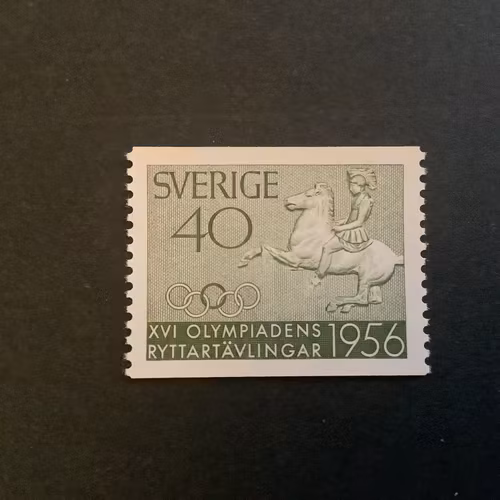 SVERIGE
40
XVI OLYMPIADENS
RYTTARTÄVLINGAR 1956